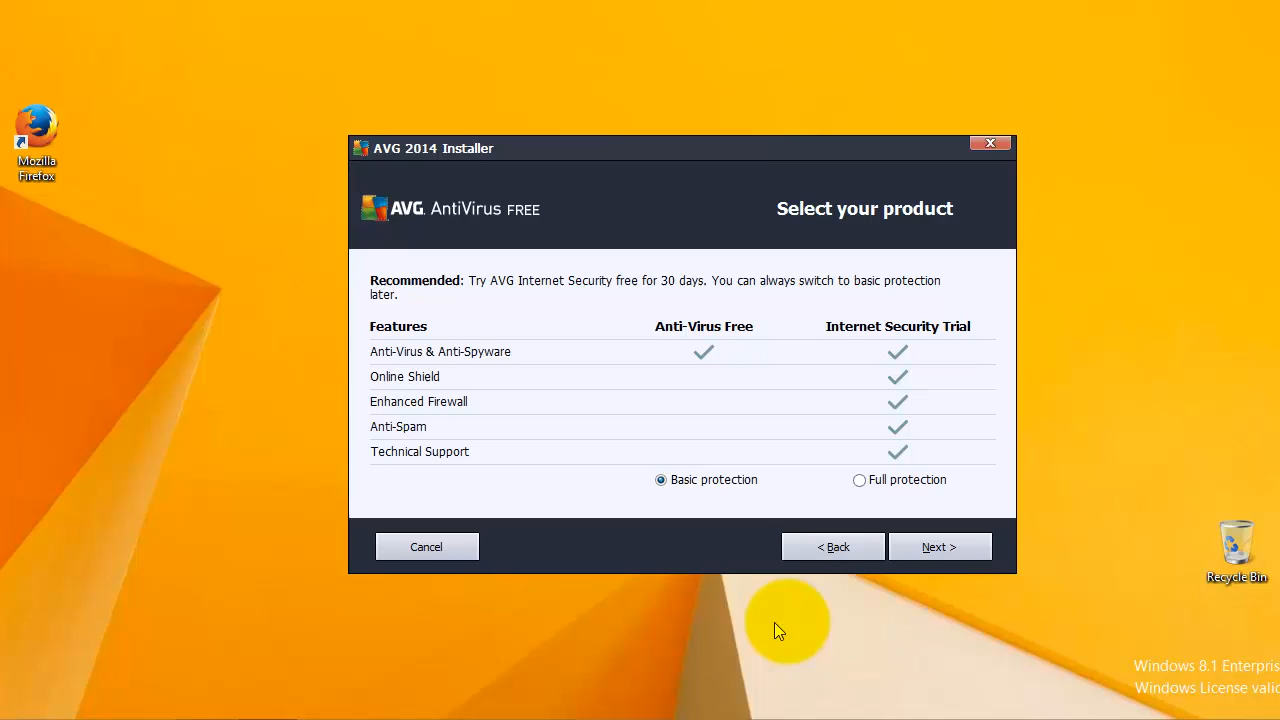 Mozilla
Firefox
AVG 2014 Installer
AVG. AntiVirus FREE
Select your product
Recommended: Try AVG Internet Security free for 30 days. You can always switch to basic protection
later.
Features Anti-Virus Free Internet Security Trial
Anti-Virus & Anti-Spyware
Online Shield
Enhanced Firewall
Anti-Spam
Technical Support
Basic protection Full protection
Cancel < Back Next >
Recycle Bin
Windows 8.1 Enterpris
Windows License valid